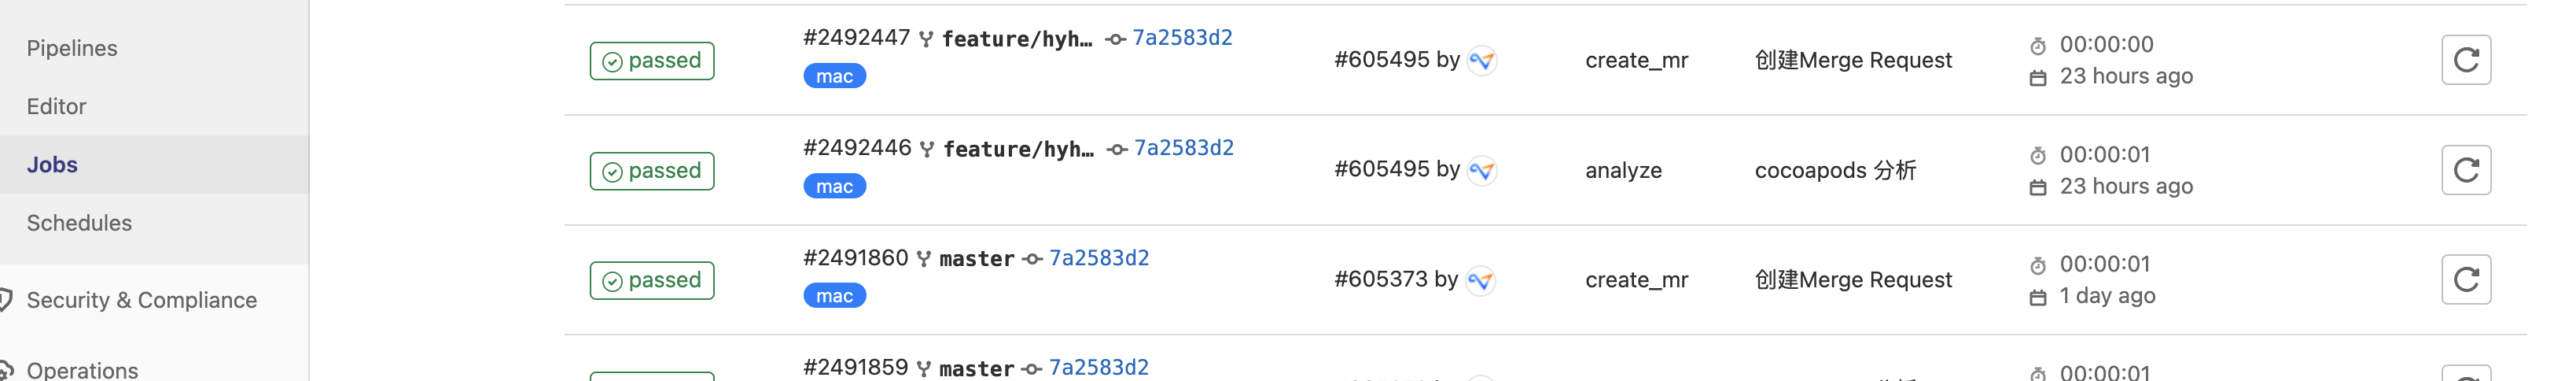 Pipelines
Editor
Jobs
Schedules
Security & Compliance
Operations
passed #2492447 feature/hyh… 7a2583d2 #605495 by create_mr 创建Merge Request 00:00:00
mac 23 hours ago
passed #2492446 feature/hyh… 7a2583d2 #605495 by analyze cocoapods 分析 00:00:01
mac 23 hours ago
passed #2491860 master 7a2583d2 #605373 by create_mr 创建Merge Request 00:00:01
mac 1 day ago
#2491859 master 7a2583d2 00:00:01